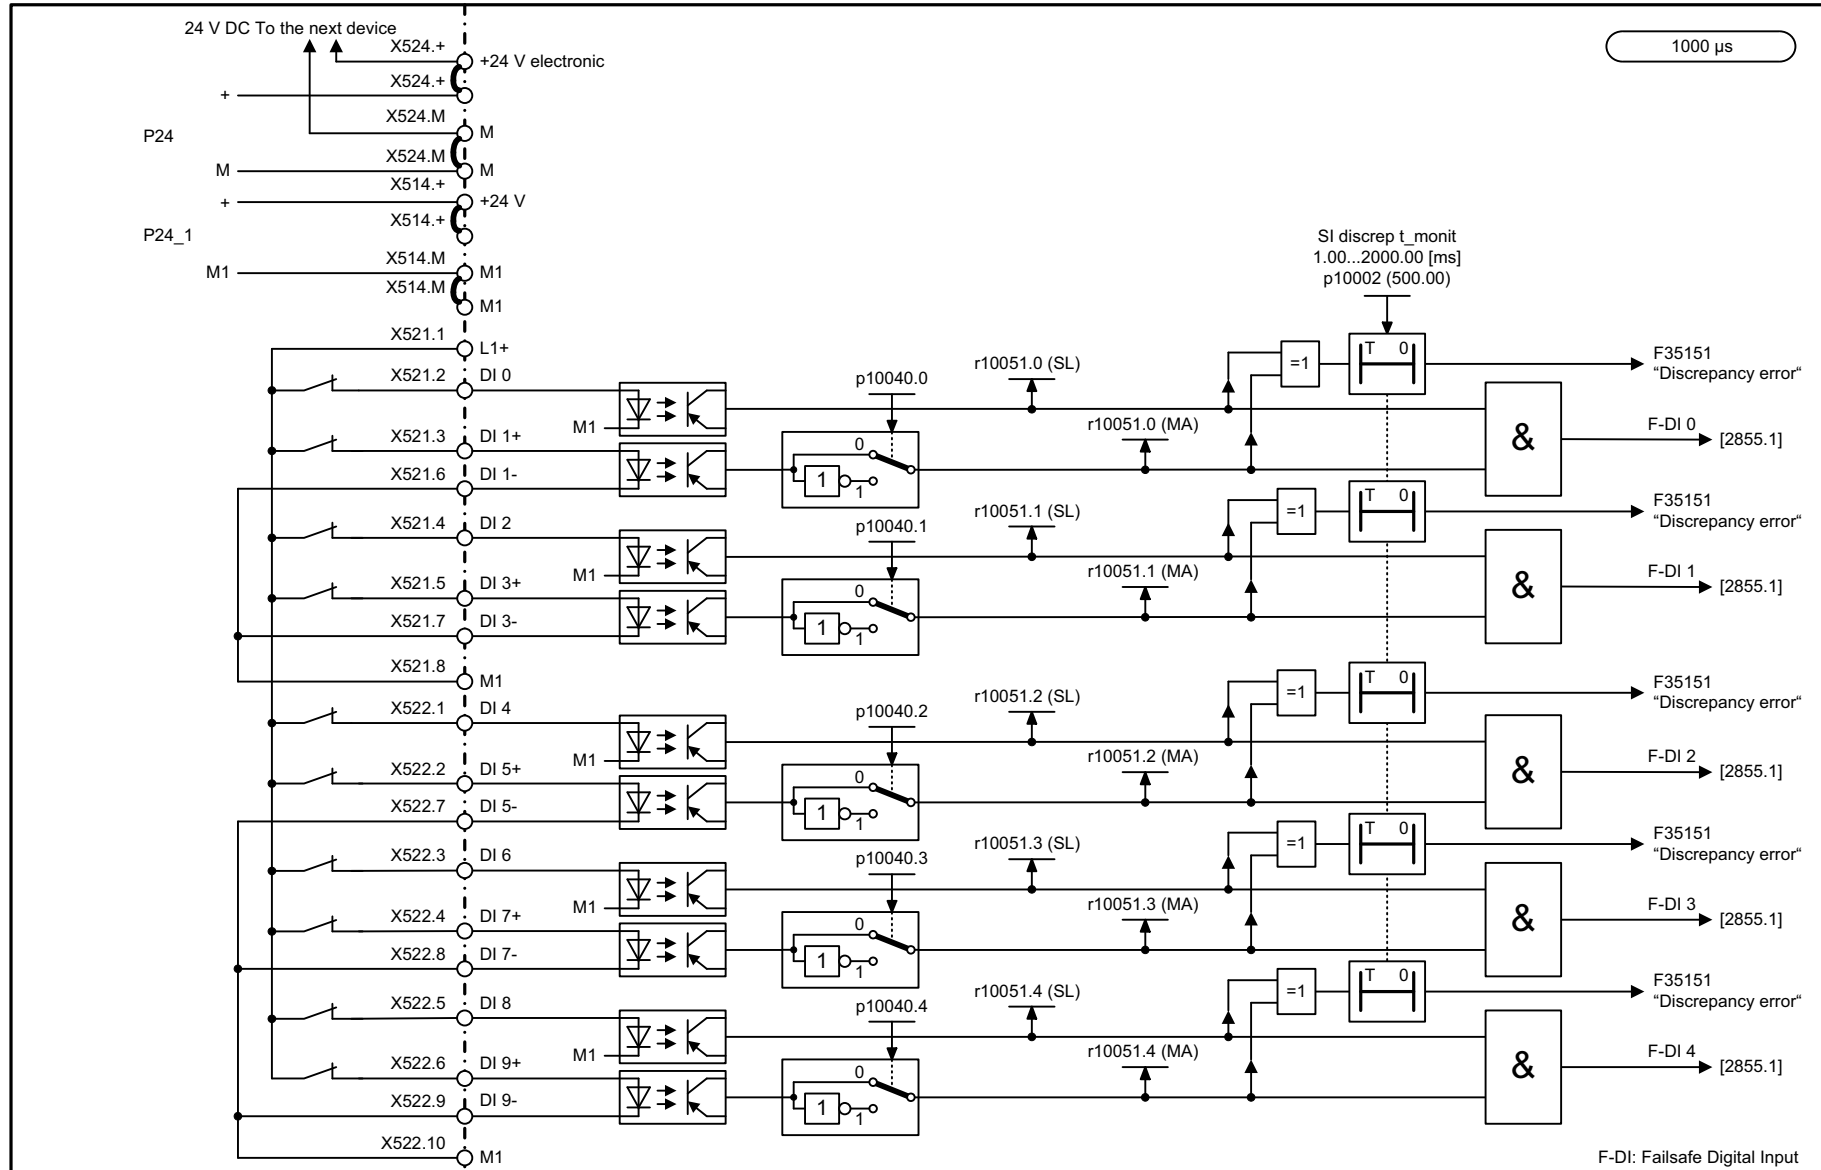 24 V DC To the next device
X524.+
+24 V electronic
1000 µs
X524.+
+
X524.M
M
P24
X524.M
M
M
X514.+
+
+24 V
X514.+
P24_1
X514.M
M1
M1
X514.M
M1
SI discrep t_monit
1.00...2000.00 [ms]
p10002 (500.00)
X521.1
L1+
X521.2
DI 0
M1
p10040.0
r10051.0 (SL)
=1
T 0
F35151
“Discrepancy error“
X521.3
DI 1+
0
1
1
r10051.0 (MA)
&
F-DI 0
[2855.1]
X521.6
DI 1-
X521.4
DI 2
M1
p10040.1
r10051.1 (SL)
=1
T 0
F35151
“Discrepancy error“
X521.5
DI 3+
0
1
1
r10051.1 (MA)
&
F-DI 1
[2855.1]
X521.7
DI 3-
X521.8
M1
X522.1
DI 4
M1
p10040.2
r10051.2 (SL)
=1
T 0
F35151
“Discrepancy error“
X522.2
DI 5+
0
1
1
r10051.2 (MA)
&
F-DI 2
[2855.1]
X522.7
DI 5-
X522.3
DI 6
M1
p10040.3
r10051.3 (SL)
=1
T 0
F35151
“Discrepancy error“
X522.4
DI 7+
0
1
1
r10051.3 (MA)
&
F-DI 3
[2855.1]
X522.8
DI 7-
X522.5
DI 8
M1
p10040.4
r10051.4 (SL)
=1
T 0
F35151
“Discrepancy error“
X522.6
DI 9+
0
1
1
r10051.4 (MA)
&
F-DI 4
[2855.1]
X522.9
DI 9-
X522.10
M1
F-DI: Failsafe Digital Input